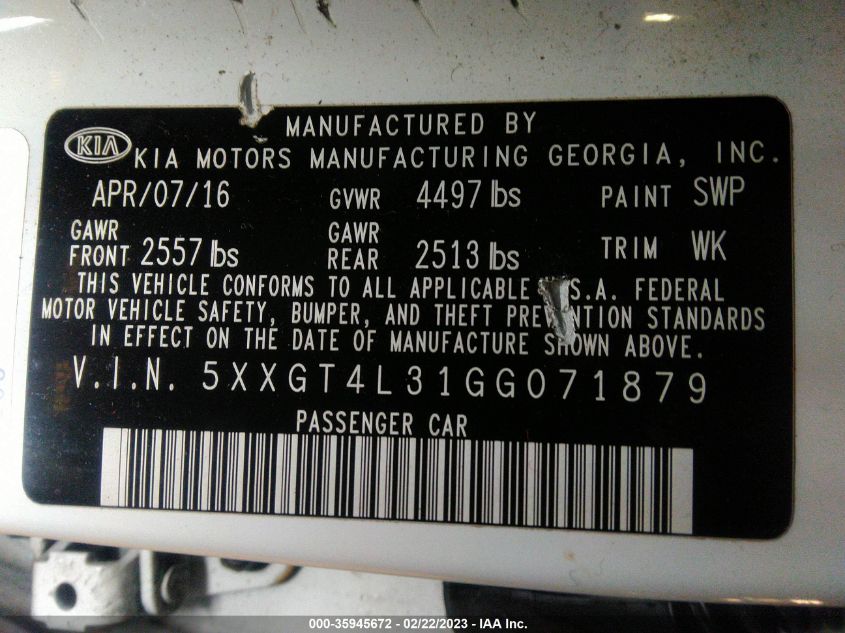 MANUFACTURED BY
KIA KIA MOTORS MANUFACTURING GEORGIA, INC.
APR/07/16 GVWR 4497 lbs PAINT SWP
GAWR FRONT 2557 lbs GAWR REAR 2513 lbs TRIM WK
THIS VEHICLE CONFORMS TO ALL APPLICABLE S.A. FEDERAL
MOTOR VEHICLE SAFETY, BUMPER, AND THEFT PREVENTION STANDARDS
IN EFFECT ON THE DATE OF MANUFACTURE SHOWN ABOVE.
V.I.N. 5XXGT4L31GG071879
PASSENGER CAR
000-35945672 - 02/22/2023 - IAA Inc.